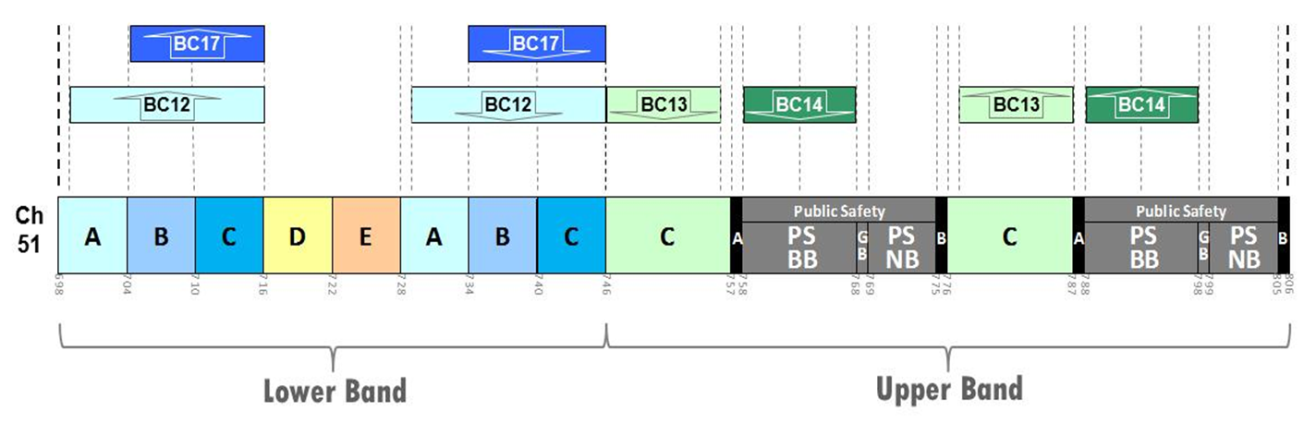 BC17 BC17
BC12 BC12 BC13 BC14 BC13 BC14
Public Safety Public Safety
Ch
51
A B C D E A B C C A PS
BB G
B PS
NB B C A PS
BB G
B PS
NB B
698 704 710 716 722 728 734 740 746 757 758 768 769 775 776 787 788 798 799 805 806
Lower Band Upper Band